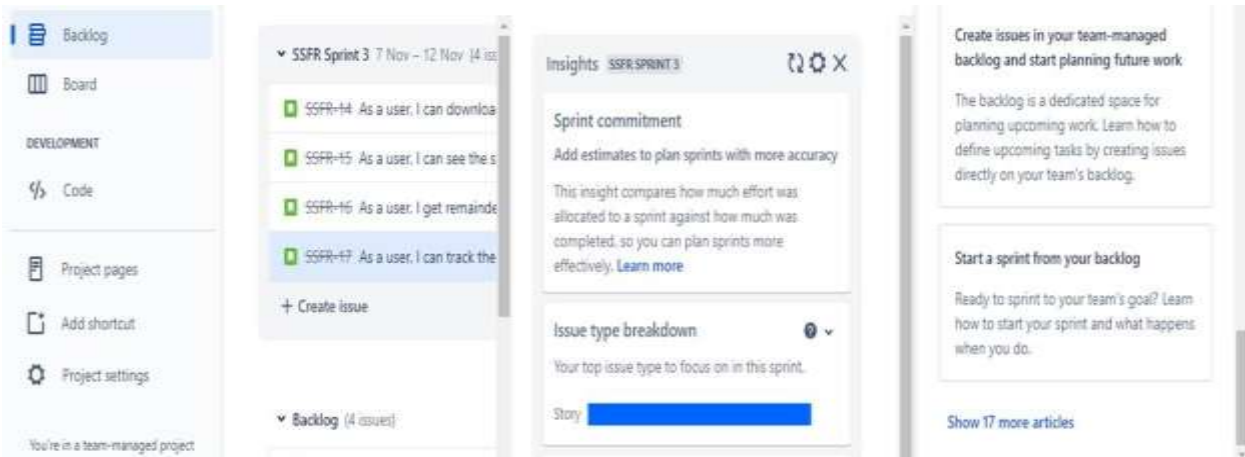 Backlog
Board
DEVELOPMENT
Code
Project pages
Add shortcut
Project settings
You're in a team-managed project
SSFR Sprint 3 7 Nov – 12 Nov (4 iss
SSFR-14 As a user, I can downloa
SSFR-15 As a user, I can see the s
SSFR-16 As a user, I get remainde
SSFR-17 As a user, I can track the
+ Create issue
Backlog (4 issues)
Insights SSFR SPRINT 3
Sprint commitment
Add estimates to plan sprints with more accuracy
This insight compares how much effort was
allocated to a sprint against how much was
completed, so you can plan sprints more
effectively. Learn more
Issue type breakdown
Your top issue type to focus on in this sprint.
Story
Create issues in your team-managed
backlog and start planning future work
The backlog is a dedicated space for
planning upcoming work. Learn how to
define upcoming tasks by creating issues
directly on your team's backlog.
Start a sprint from your backlog
Ready to sprint to your team's goal? Learn
how to start your sprint and what happens
when you do.
Show 17 more articles